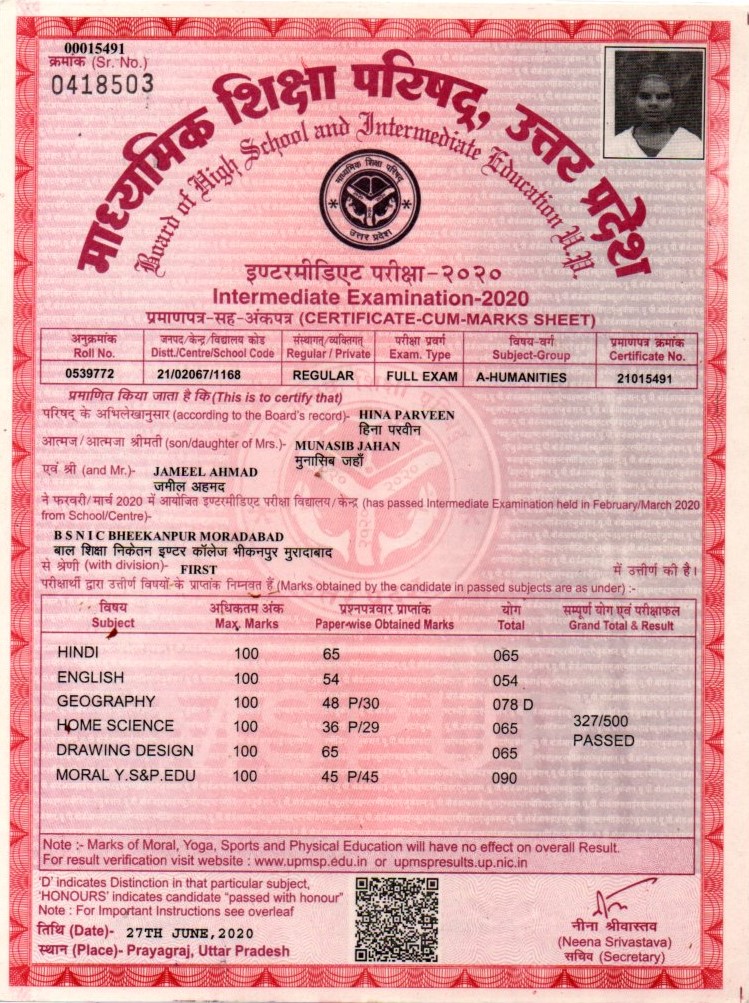 00015491
क्रमांक (Sr. No.)
0418503
माध्यमिक शिक्षा परिषद्, उत्तर प्रदेश
Board of High School and Intermediate Education U.P.
माध्यमिक शिक्षा परिषद्
उत्तर प्रदेश
इण्टरमीडिएट परीक्षा-२०२०
Intermediate Examination-2020
प्रमाणपत्र-सह-अंकपत्र (CERTIFICATE-CUM-MARKS SHEET)
अनुक्रमांक जनपद/केन्द्र/विद्यालय कोड संस्थागत्/व्यक्तिगत् परीक्षा प्रवर्ग विषय-वर्ग प्रमाणपत्र क्रमांक
Roll No. Distt./Centre/School Code Regular / Private Exam. Type Subject-Group Certificate No.
0539772 21/02067/1168 REGULAR FULL EXAM A-HUMANITIES 21015491
प्रमाणित किया जाता है कि (This is to certify that)
परिषद् के अभिलेखानुसार (according to the Board's record)- HINA PARVEEN
हिना परवीन
आत्मज/आत्मजा श्रीमती (son/daughter of Mrs.)- MUNASIB JAHAN
मुनासिब जहाँ
एवं श्री (and Mr.)- JAMEEL AHMAD
जमील अहमद
ने फरवरी/मार्च 2020 में आयोजित इण्टरमीडिएट परीक्षा विद्यालय/केन्द्र (has passed Intermediate Examination held in February/March 2020
from School/Centre)-
B S N I C BHEEKANPUR MORADABAD
बाल शिक्षा निकेतन इण्टर कॉलेज भीकनपुर मुरादाबाद
से श्रेणी (with division)- FIRST में उत्तीर्ण की है।
परीक्षार्थी द्वारा उत्तीर्ण विषयों के प्राप्तांक निम्नवत हैं (Marks obtained by the candidate in passed subjects are as under) :-
विषय अधिकतम अंक प्रश्नपत्रवार प्राप्तांक योग सम्पूर्ण योग एवं परीक्षाफल
Subject Max. Marks Paper-wise Obtained Marks Total Grand Total & Result
HINDI 100 65 065
ENGLISH 100 54 054
GEOGRAPHY 100 48 P/30 078 D
HOME SCIENCE 100 36 P/29 065 327/500
PASSED
DRAWING DESIGN 100 65 065
MORAL Y.S&P.EDU 100 45 P/45 090
Note :- Marks of Moral, Yoga, Sports and Physical Education will have no effect on overall Result.
For result verification visit website : www.upmsp.edu.in or upmspresults.up.nic.in
'D' indicates Distinction in that particular subject,
'HONOURS' indicates candidate "passed with honour"
Note : For Important Instructions see overleaf
तिथि (Date)- 27TH JUNE,2020
स्थान (Place)- Prayagraj, Uttar Pradesh
नीना श्रीवास्तव
(Neena Srivastava)
सचिव (Secretary)